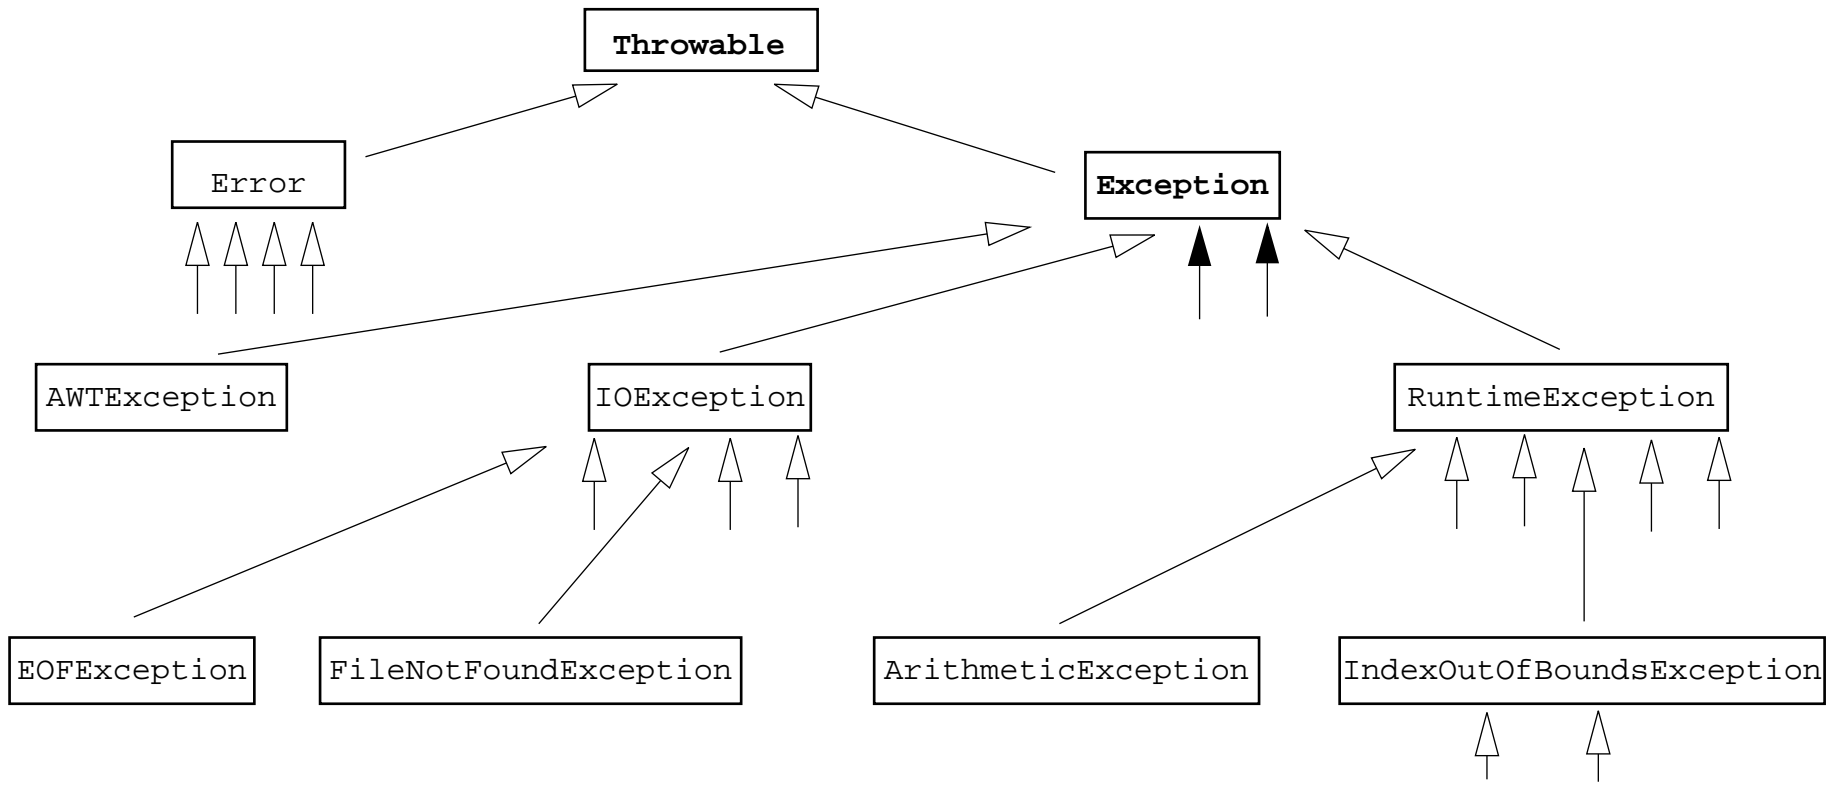 Throwable
Error
Exception
AWTException
IOException
RuntimeException
EOFException
FileNotFoundException
ArithmeticException
IndexOutOfBoundsException